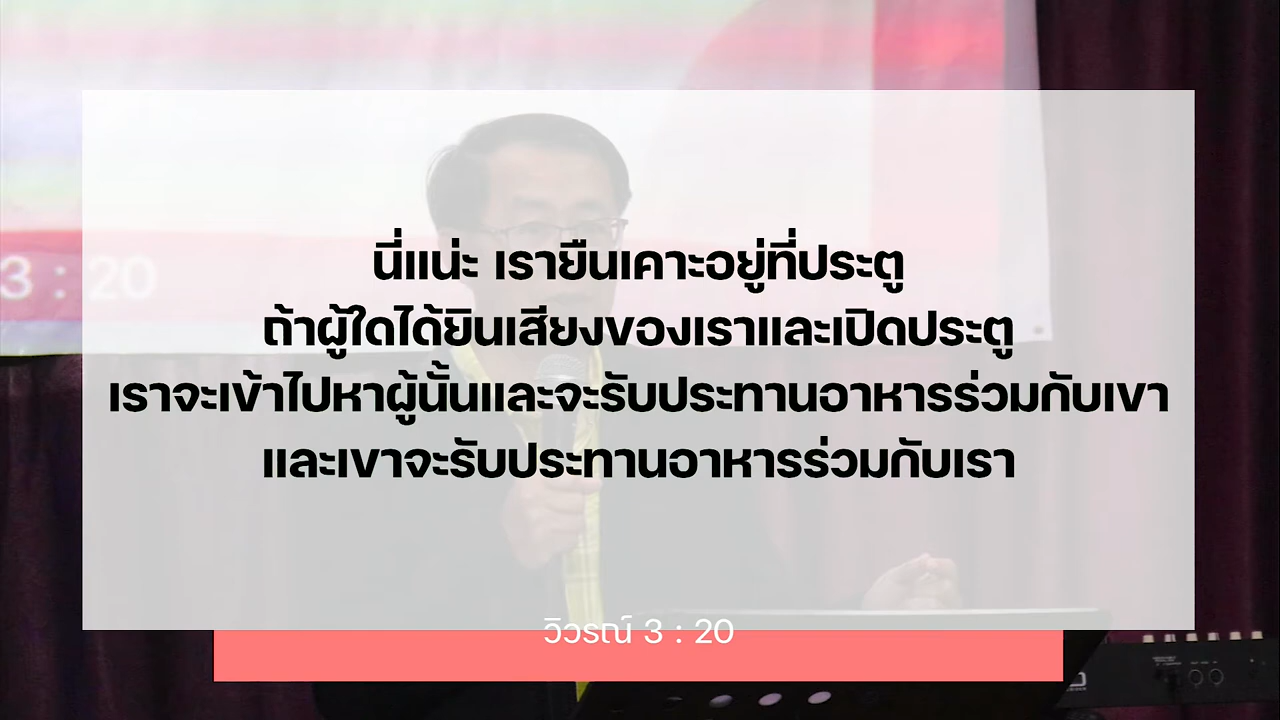 นี่แน่ะ เรายืนเคาะอยู่ที่ประตู
ถ้าผู้ใดได้ยินเสียงของเราและเปิดประตู
เราจะเข้าไปหาผู้นั้นและจะรับประทานอาหารร่วมกับเขา
และเขาจะรับประทานอาหารร่วมกับเรา
3 : 20
วิวรณ์ 3 : 20